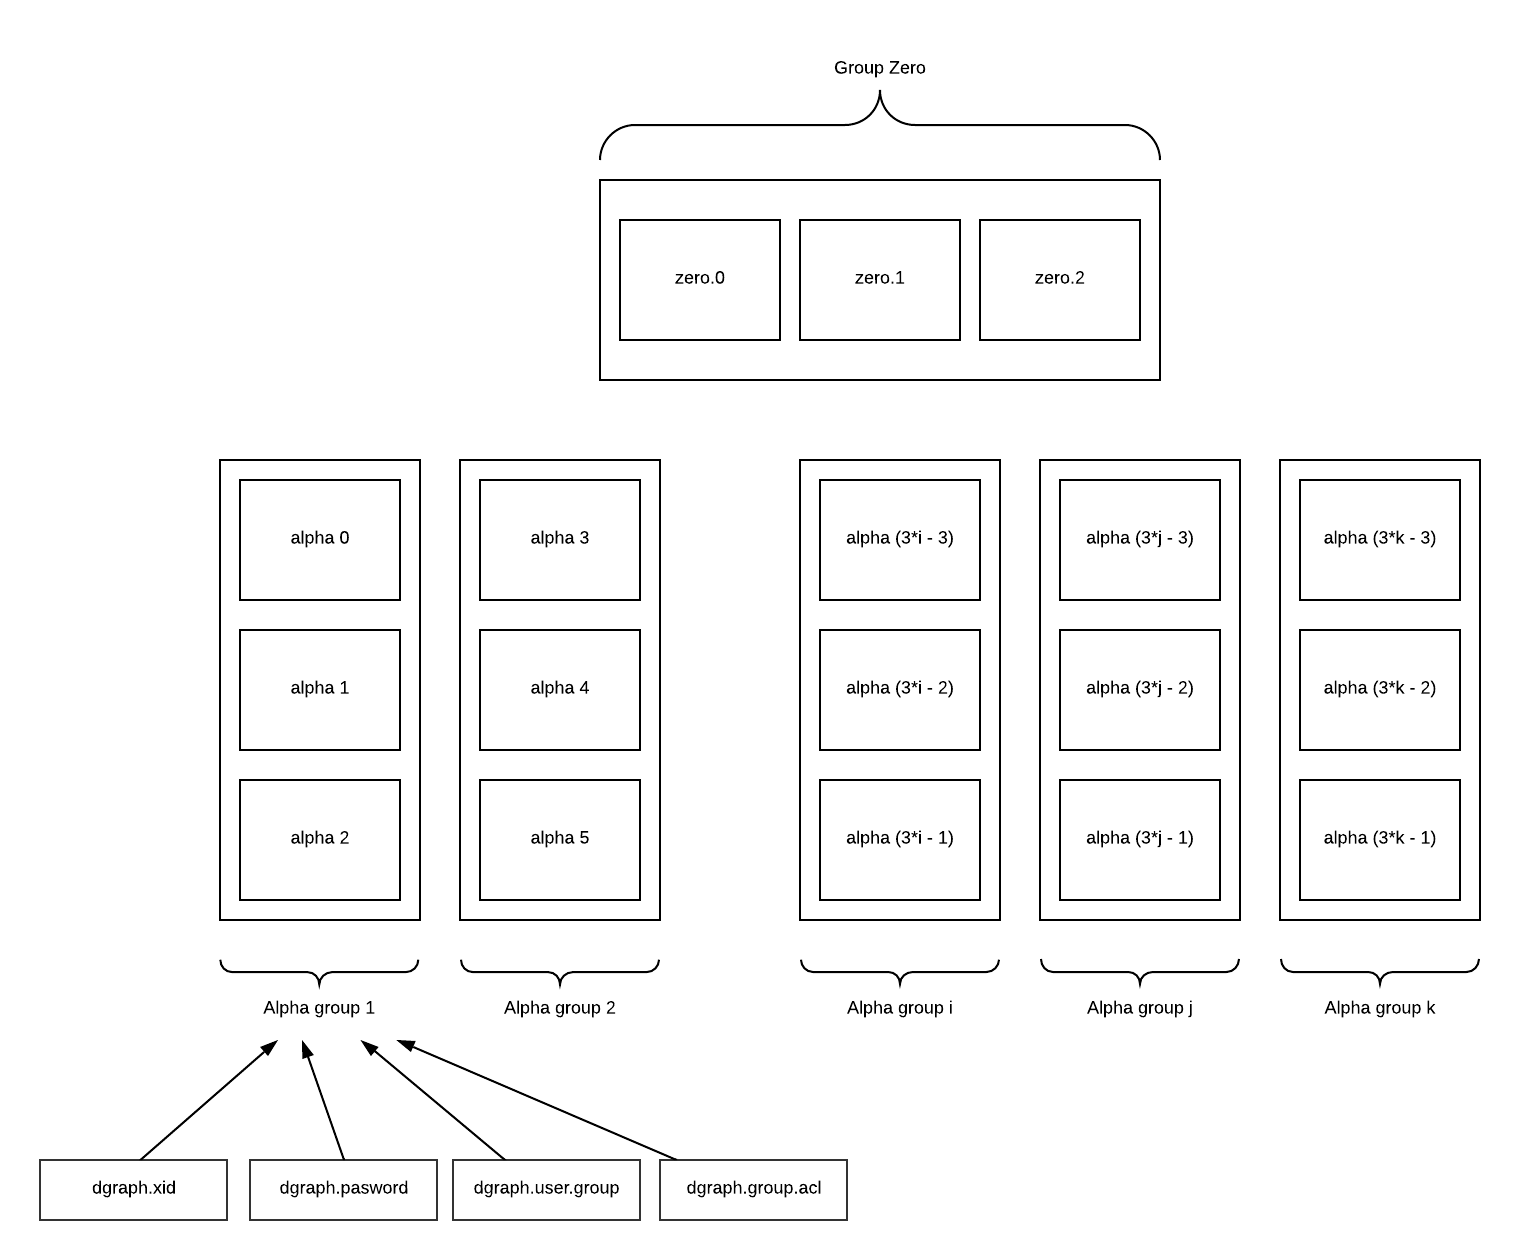 Group Zero
zero.0
zero.1
zero.2
alpha 0
alpha 3
alpha (3*i - 3)
alpha (3*j - 3)
alpha (3*k - 3)
alpha 1
alpha 4
alpha (3*i - 2)
alpha (3*j - 2)
alpha (3*k - 2)
alpha 2
alpha 5
alpha (3*i - 1)
alpha (3*j - 1)
alpha (3*k - 1)
Alpha group 1
Alpha group 2
Alpha group i
Alpha group j
Alpha group k
dgraph.xid
dgraph.pasword
dgraph.user.group
dgraph.group.acl